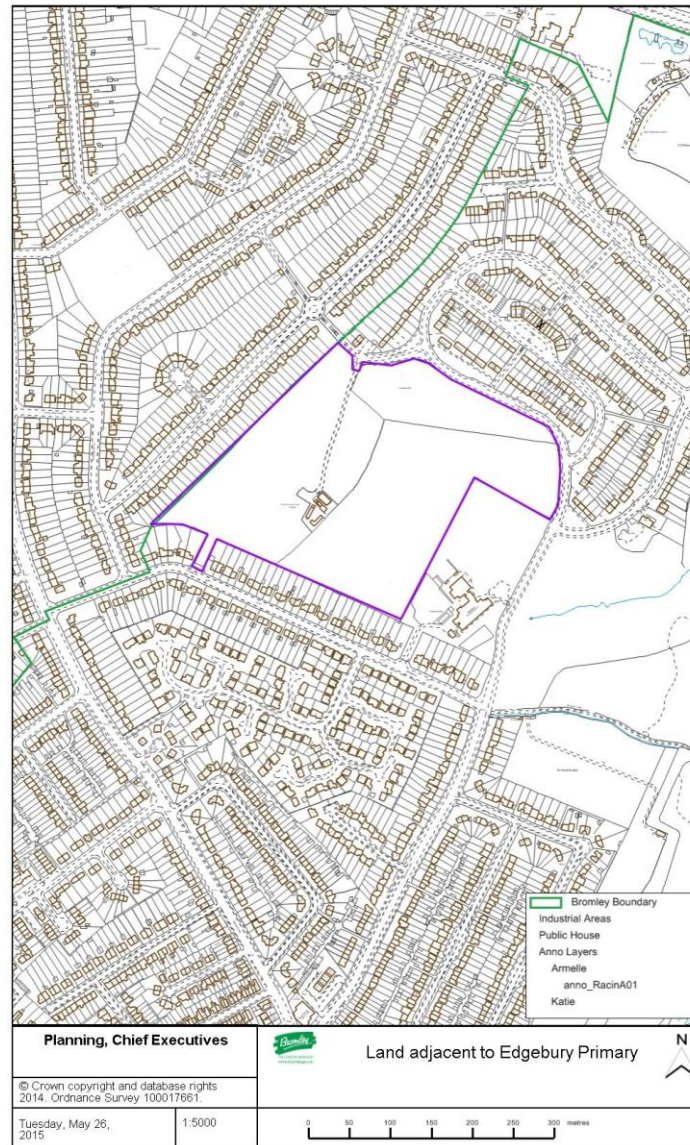 Bromley Boundary
Industrial Areas
Public House
Anno Layers
Armelle
anno_RacinA01
Katie
Planning, Chief Executives
© Crown copyright and database rights
2014. Ordnance Survey 100017661.
Tuesday, May 26,
2015
1:5000
Bromley
Land adjacent to Edgebury Primary
N
0 50 100 150 200 250 300 metres